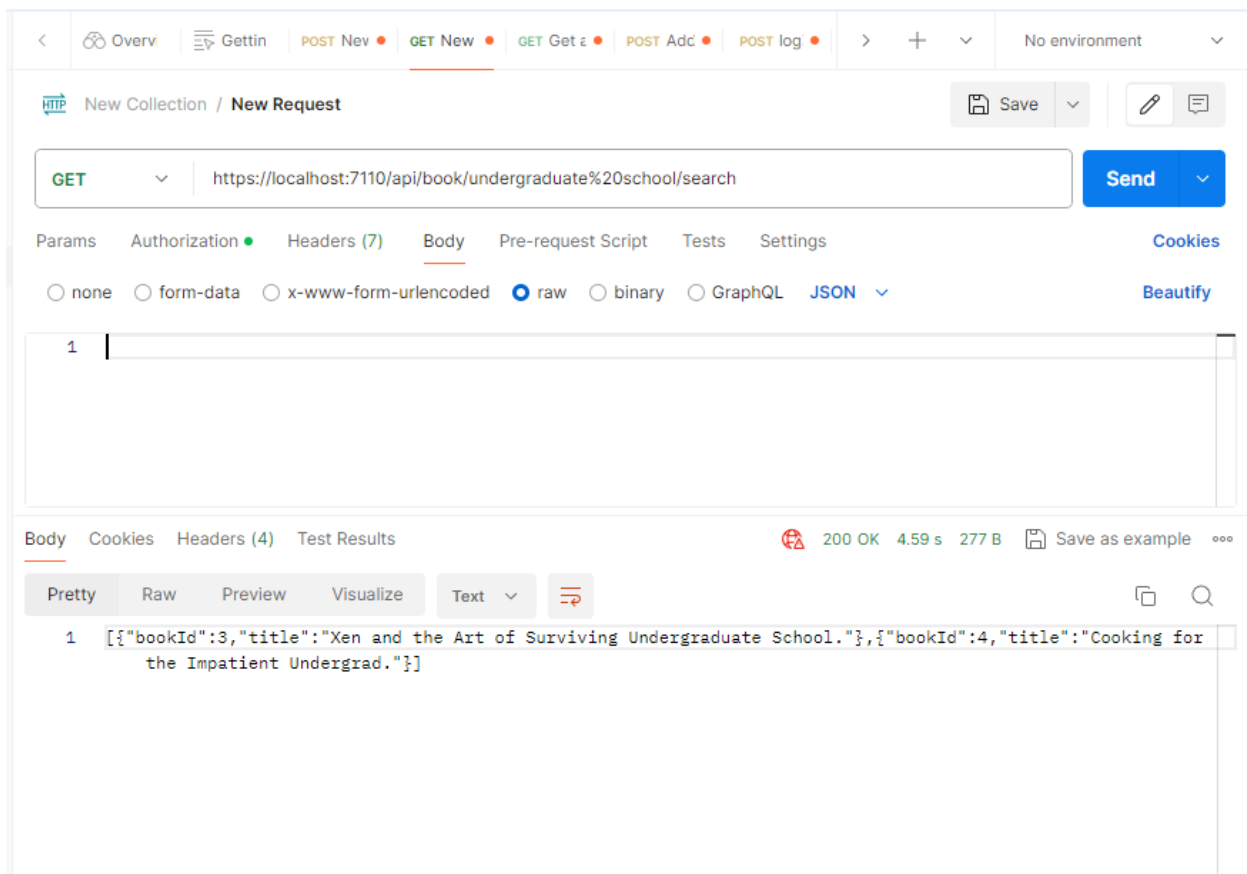 Overvi Gettin POST Nev GET New GET Get a POST Add POST log No environment
HTTP New Collection / New Request Save
GET https://localhost:7110/api/book/undergraduate%20school/search Send
Params Authorization Headers (7) Body Pre-request Script Tests Settings Cookies
none form-data x-www-form-urlencoded raw binary GraphQL JSON Beautify
1
Body Cookies Headers (4) Test Results 200 OK 4.59 s 277 B Save as example
Pretty Raw Preview Visualize Text
1 [{"bookId":3,"title":"Xen and the Art of Surviving Undergraduate School."},{"bookId":4,"title":"Cooking for
the Impatient Undergrad."}]